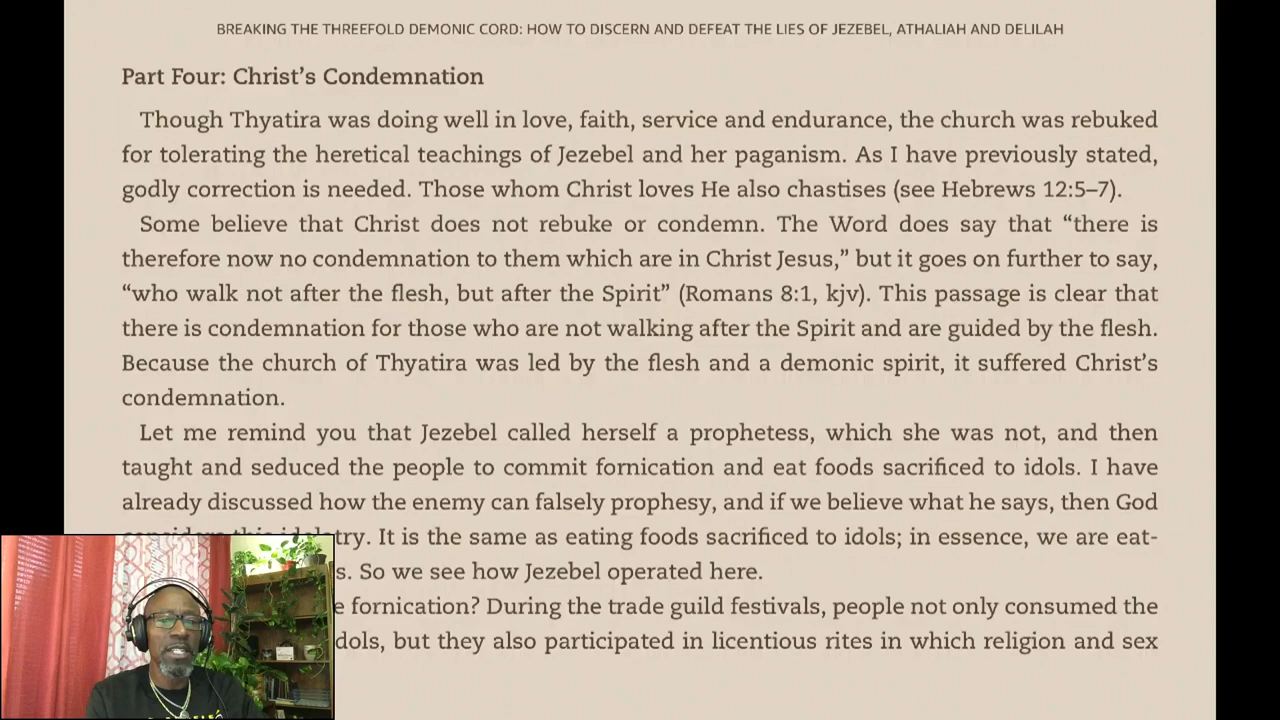 BREAKING THE THREEFOLD DEMONIC CORD: HOW TO DISCERN AND DEFEAT THE LIES OF JEZEBEL, ATHALIAH AND DELILAH
Part Four: Christ’s Condemnation
Though Thyatira was doing well in love, faith, service and endurance, the church was rebuked
for tolerating the heretical teachings of Jezebel and her paganism. As I have previously stated,
godly correction is needed. Those whom Christ loves He also chastises (see Hebrews 12:5–7).
Some believe that Christ does not rebuke or condemn. The Word does say that “there is
therefore now no condemnation to them which are in Christ Jesus,” but it goes on further to say,
“who walk not after the flesh, but after the Spirit” (Romans 8:1, kjv). This passage is clear that
there is condemnation for those who are not walking after the Spirit and are guided by the flesh.
Because the church of Thyatira was led by the flesh and a demonic spirit, it suffered Christ’s
condemnation.
Let me remind you that Jezebel called herself a prophetess, which she was not, and then
taught and seduced the people to commit fornication and eat foods sacrificed to idols. I have
already discussed how the enemy can falsely prophesy, and if we believe what he says, then God
It is the same as eating foods sacrificed to idols; in essence, we are eat-
So we see how Jezebel operated here.
fornication? During the trade guild festivals, people not only consumed the
but they also participated in licentious rites in which religion and sex